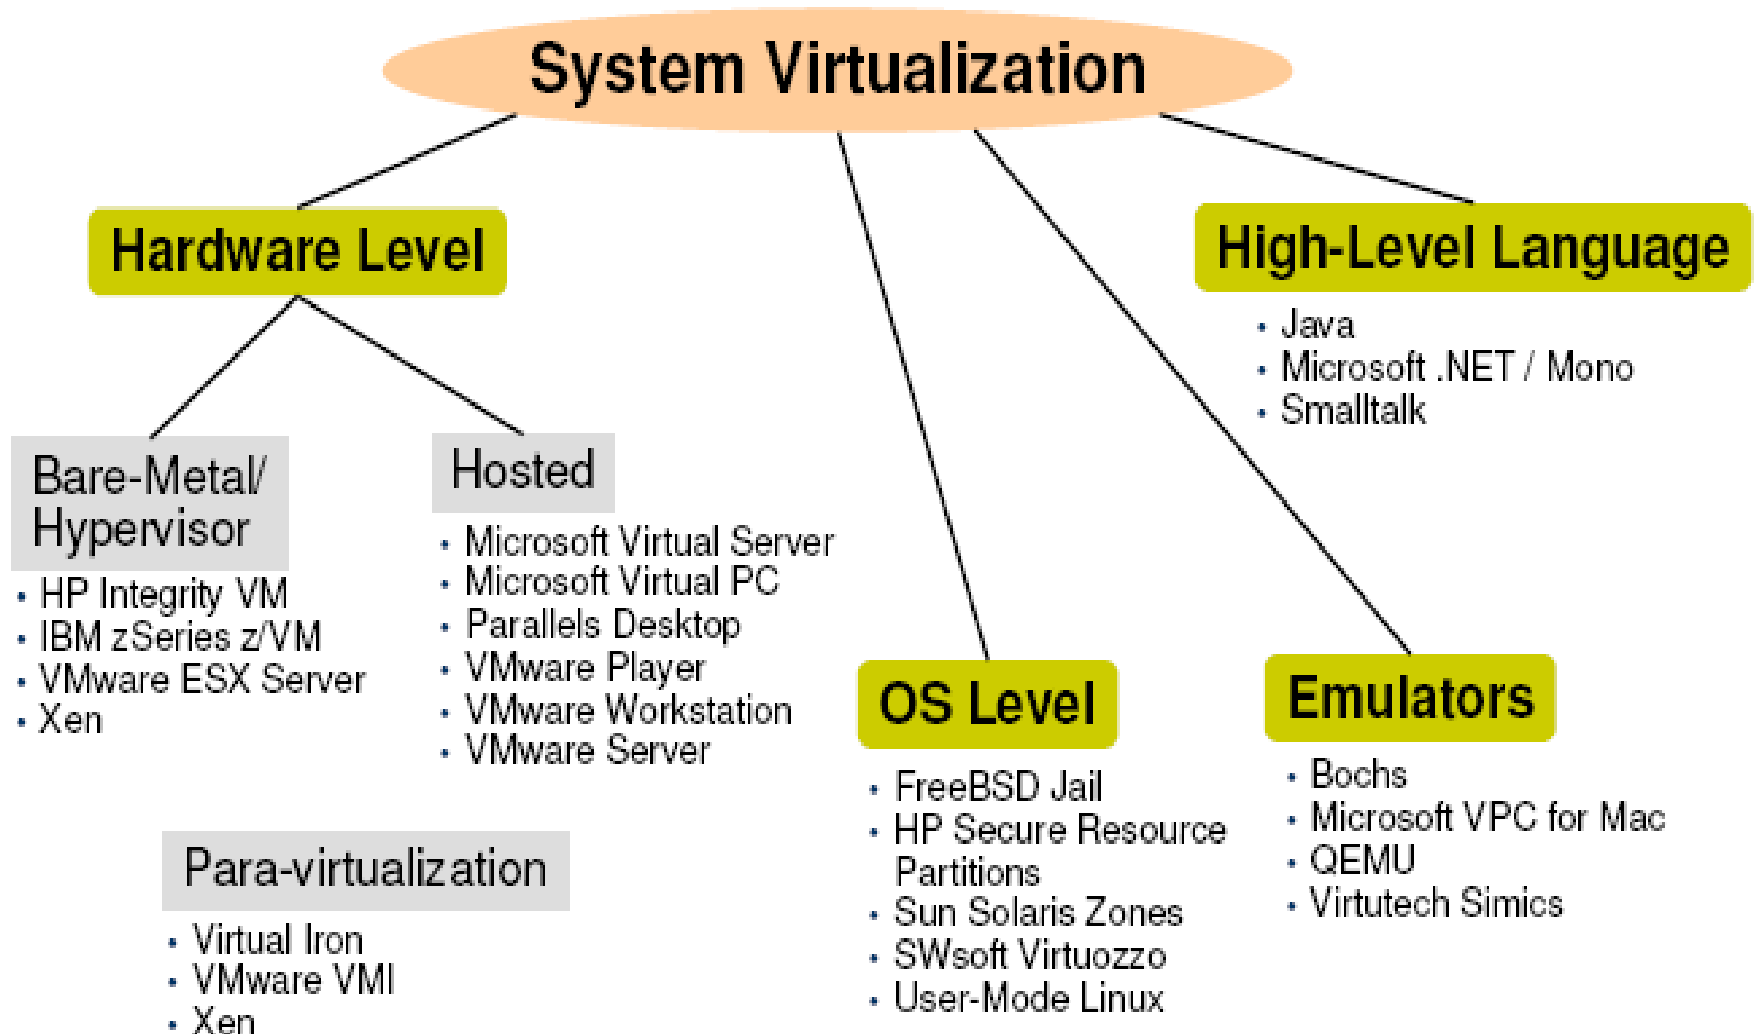 System Virtualization
Hardware Level
Bare-Metal/
Hypervisor
• HP Integrity VM
• IBM zSeries z/VM
• VMware ESX Server
• Xen
Hosted
• Microsoft Virtual Server
• Microsoft Virtual PC
• Parallels Desktop
• VMware Player
• VMware Workstation
• VMware Server
Para-virtualization
• Virtual Iron
• VMware VMI
• Xen
OS Level
• FreeBSD Jail
• HP Secure Resource
Partitions
• Sun Solaris Zones
• SWsoft Virtuozzo
• User-Mode Linux
Emulators
• Bochs
• Microsoft VPC for Mac
• QEMU
• Virtutech Simics
High-Level Language
• Java
• Microsoft .NET / Mono
• Smalltalk